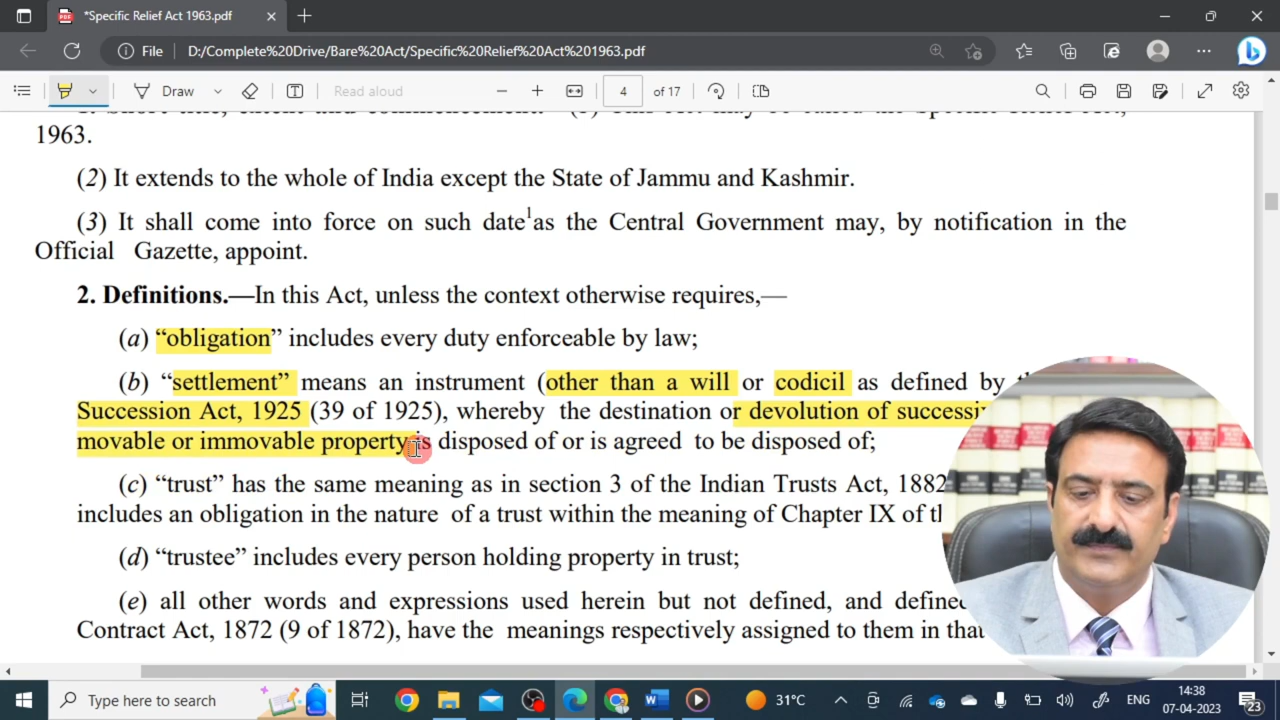 *Specific Relief Act 1963.pdf
File D:/Complete%20Drive/Bare%20Act/Specific%20Relief%20Act%201963.pdf
Draw Read aloud 4 of 17
1963.
(2) It extends to the whole of India except the State of Jammu and Kashmir.
(3) It shall come into force on such date¹as the Central Government may, by notification in the
Official Gazette, appoint.
2. Definitions.—In this Act, unless the context otherwise requires,—
(a) “obligation” includes every duty enforceable by law;
(b) “settlement” means an instrument (other than a will or codicil as defined by
Succession Act, 1925 (39 of 1925), whereby the destination or devolution of
movable or immovable property is disposed of or is agreed to be disposed of;
(c) “trust” has the same meaning as in section 3 of the Indian Trusts Act, 1882
includes an obligation in the nature of a trust within the meaning of Chapter IX of
(d) “trustee” includes every person holding property in trust;
(e) all other words and expressions used herein but not defined, and
Contract Act, 1872 (9 of 1872), have the meanings respectively assigned to them in that
Type here to search 31°C ENG 14:38
07-04-2023 23